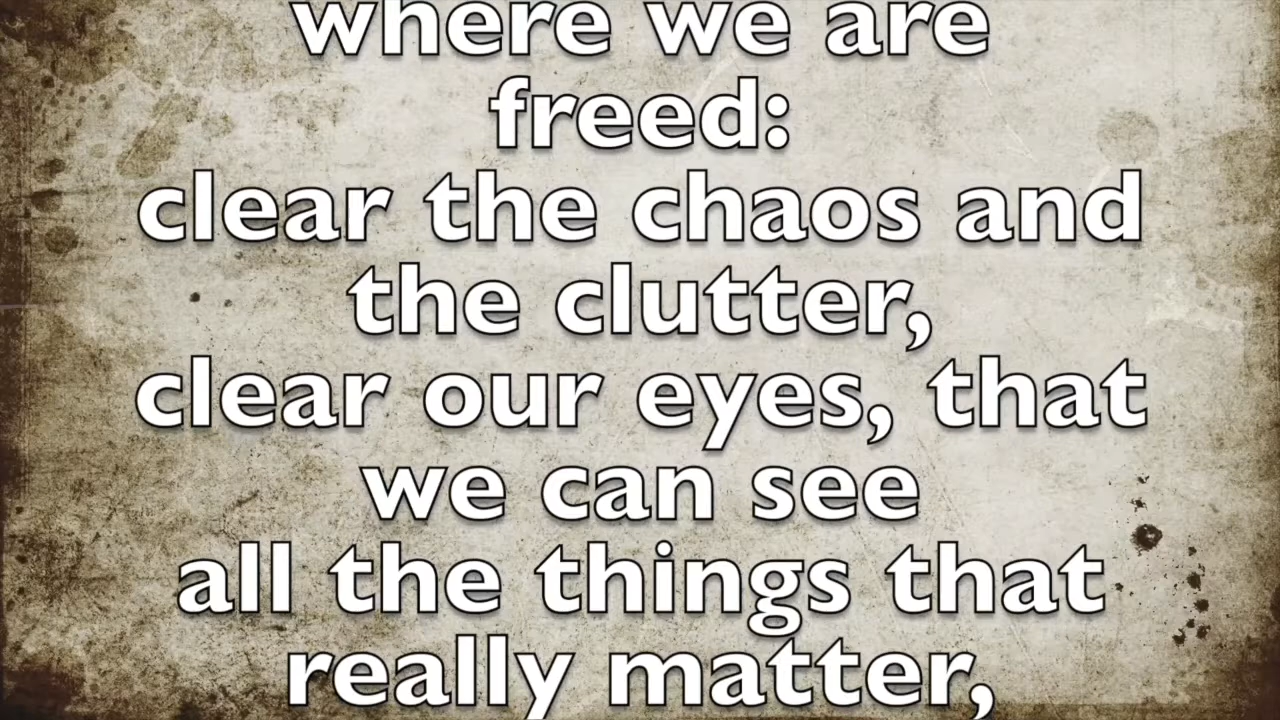 where we are
freed:
clear the chaos and
the clutter,
clear our eyes, that
we can see
all the things that
really matter,